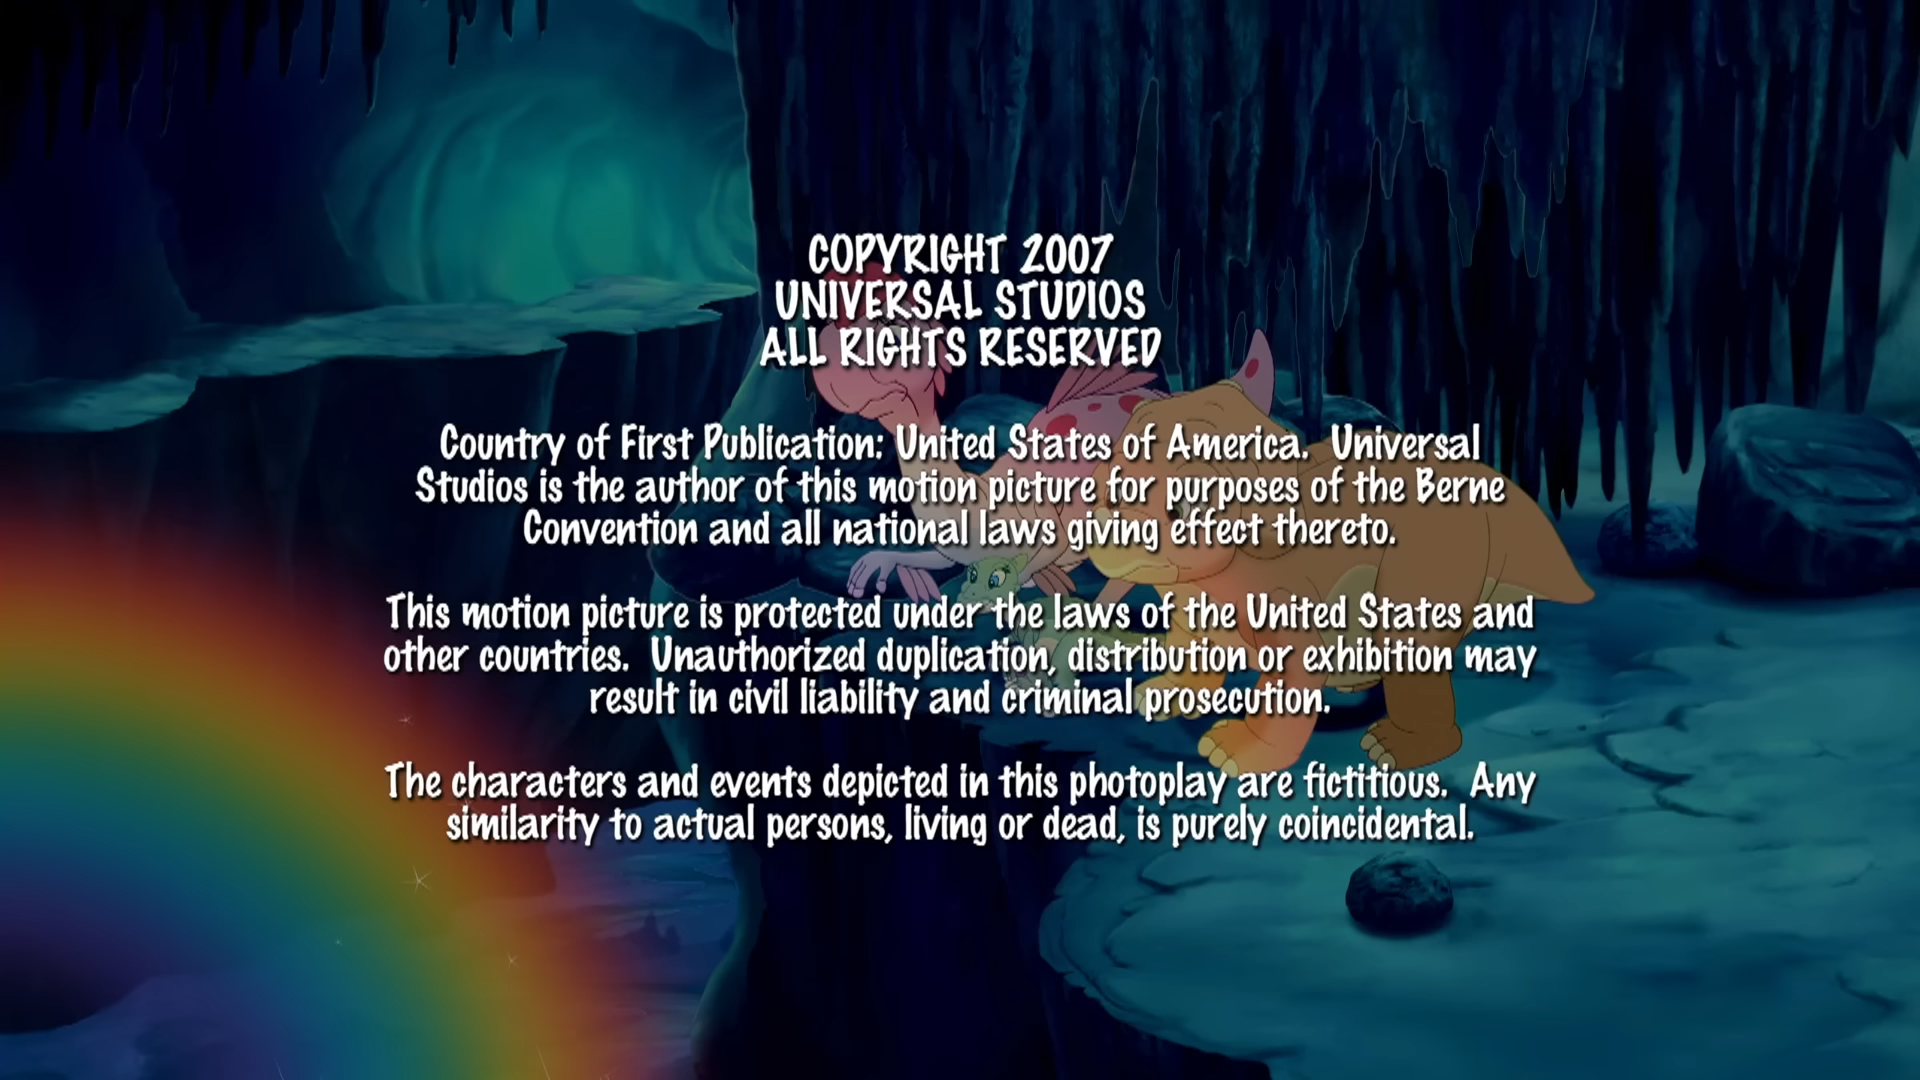 COPYRIGHT 2007
UNIVERSAL STUDIOS
ALL RIGHTS RESERVED
Country of First Publication: United States of America.  Universal
Studios is the author of this motion picture for purposes of the Berne
Convention and all national laws giving effect thereto.
This motion picture is protected under the laws of the United States and
other countries.  Unauthorized duplication, distribution or exhibition may
result in civil liability and criminal prosecution.
The characters and events depicted in this photoplay are fictitious.  Any
similarity to actual persons, living or dead, is purely coincidental.